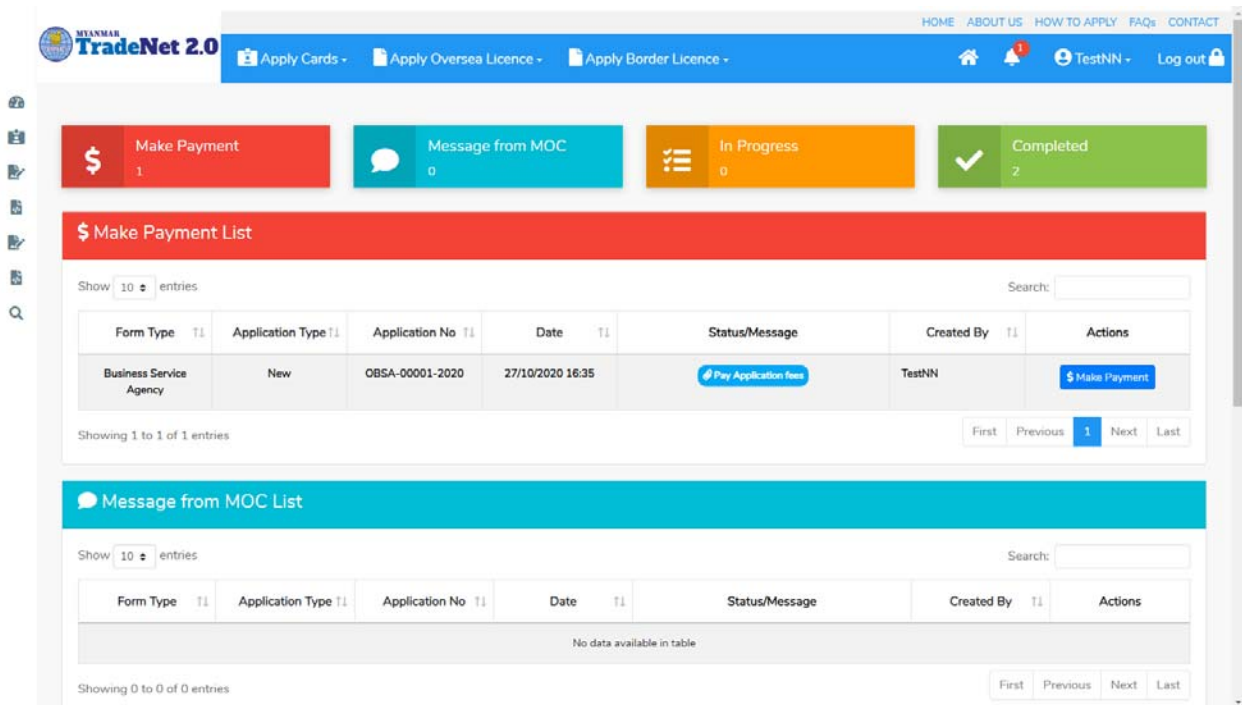 HOME ABOUT US HOW TO APPLY FAQs CONTACT
MYANMAR
TradeNet 2.0
Apply Cards Apply Oversea Licence Apply Border Licence 1 TestNN Log out
Make Payment
1
Message from MOC
0
In Progress
0
Completed
2
$ Make Payment List
Show 10 entries Search:
Form Type Application Type Application No Date Status/Message Created By Actions
Business Service Agency New OBSA-00001-2020 27/10/2020 16:35 Pay Application fees TestNN $ Make Payment
Showing 1 to 1 of 1 entries First Previous 1 Next Last
Message from MOC List
Show 10 entries Search:
Form Type Application Type Application No Date Status/Message Created By Actions
No data available in table
Showing 0 to 0 of 0 entries First Previous Next Last